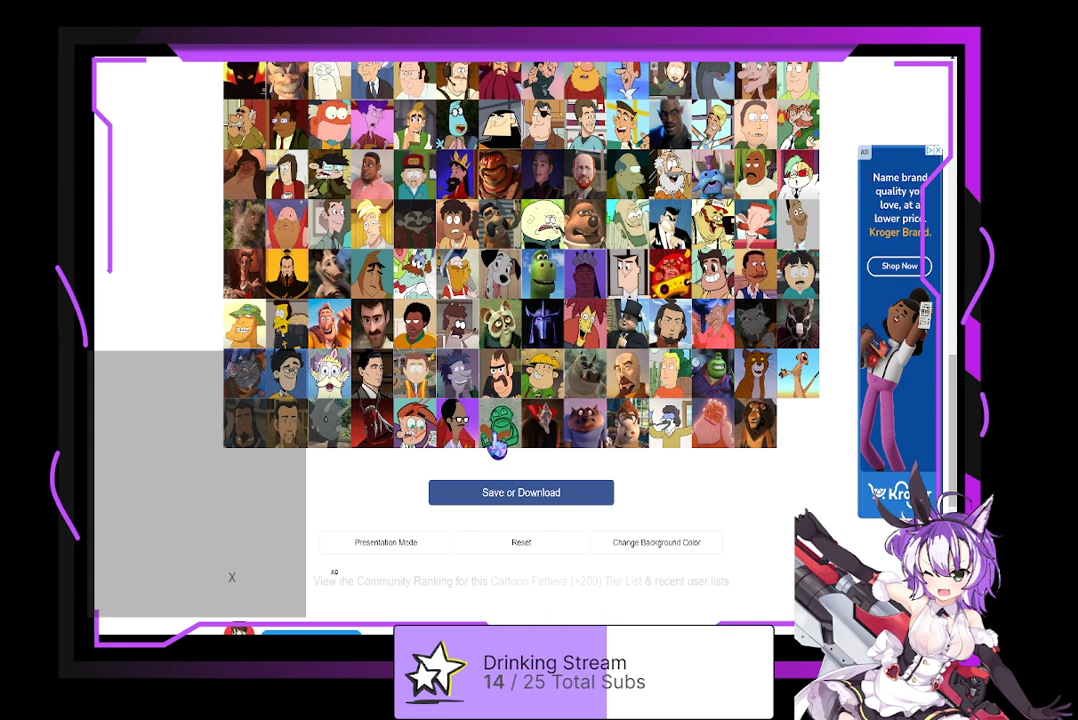 AD
Name brand
quality you
love, at a
lower price.
Kroger Brand.
Shop Now
Kroger
Save or Download
Presentation Mode
Reset
Change Background Color
AD
X
View the Community Ranking for this Cartoon Fathers (+200) Tier List & recent user lists
Drinking Stream
14 / 25 Total Subs